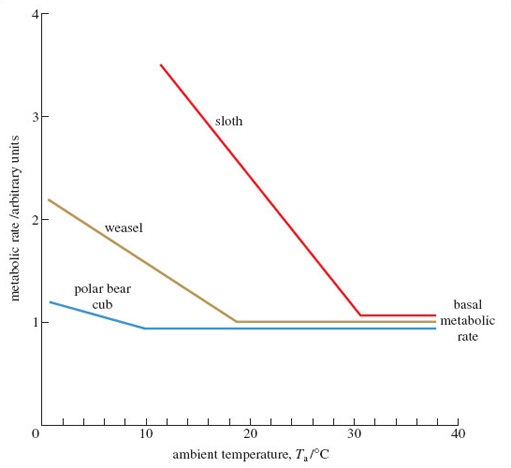 4
3
2
1
0
10
20
30
40
metabolic rate /arbitrary units
ambient temperature, Tₐ/°C
sloth
weasel
polar bear
cub
basal
metabolic
rate